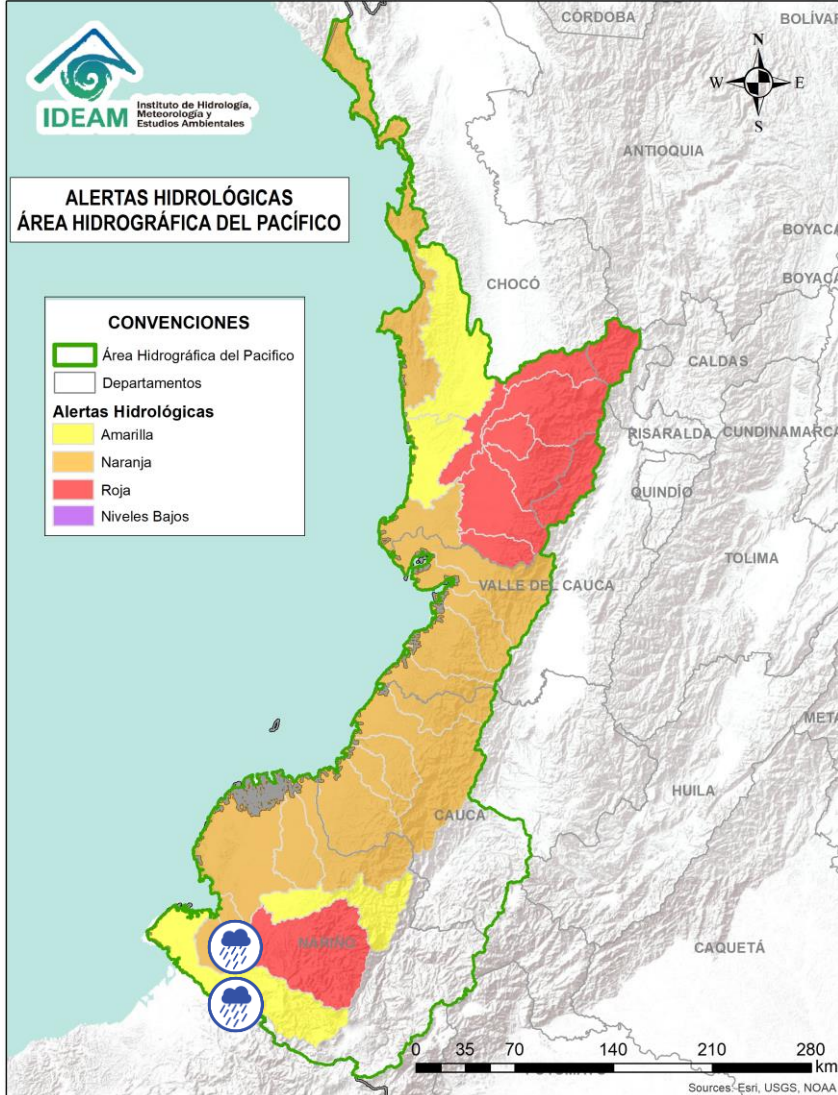 IDEAM
Instituto de Hidrología,
Meteorología y
Estudios Ambientales
ALERTAS HIDROLÓGICAS
ÁREA HIDROGRÁFICA DEL PACÍFICO
CONVENCIONES
Área Hidrográfica del Pacifico
Departamentos
Alertas Hidrológicas
Amarilla
Naranja
Roja
Niveles Bajos
N
W
E
S
CÓRDOBA
BOLÍVAR
ANTIOQUIA
BOYACÁ
BOYACÁ
CHOCÓ
CALDAS
RISARALDA
CUNDINAMARCA
QUINDÍO
TOLIMA
VALLE DEL CAUCA
META
HUILA
CAUCA
NARIÑO
CAQUETÁ
0 35 70 140 210 280
km
Sources: Esri, USGS, NOAA